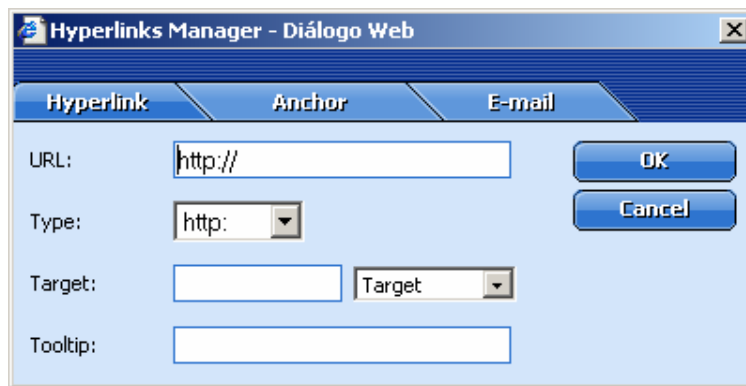 Hyperlinks Manager - Diálogo Web
Hyperlink Anchor E-mail
URL: http:// OK
Cancel
Type: http:
Target: Target
Tooltip: